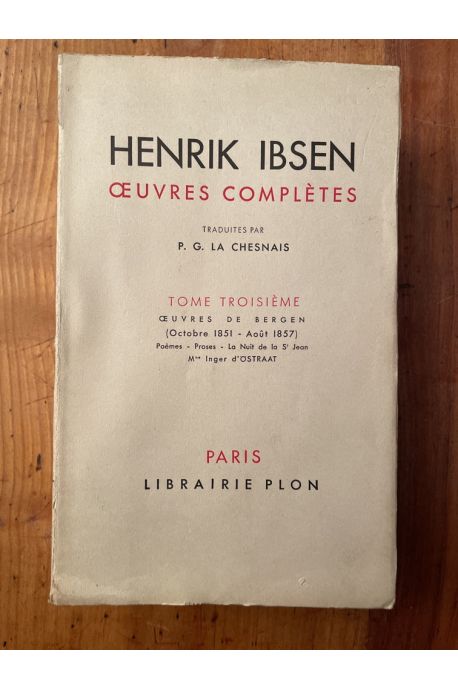 HENRIK IBSEN
ŒUVRES COMPLÈTES
TRADUITES PAR
P. G. LA CHESNAIS
TOME TROISIÈME
ŒUVRES DE BERGEN
(Octobre 1851 - Août 1857)
Poèmes - Proses - La Nuit de la Sᵗ Jean
Mᵐᵉ Inger d'ÖSTRAAT
PARIS
LIBRAIRIE PLON